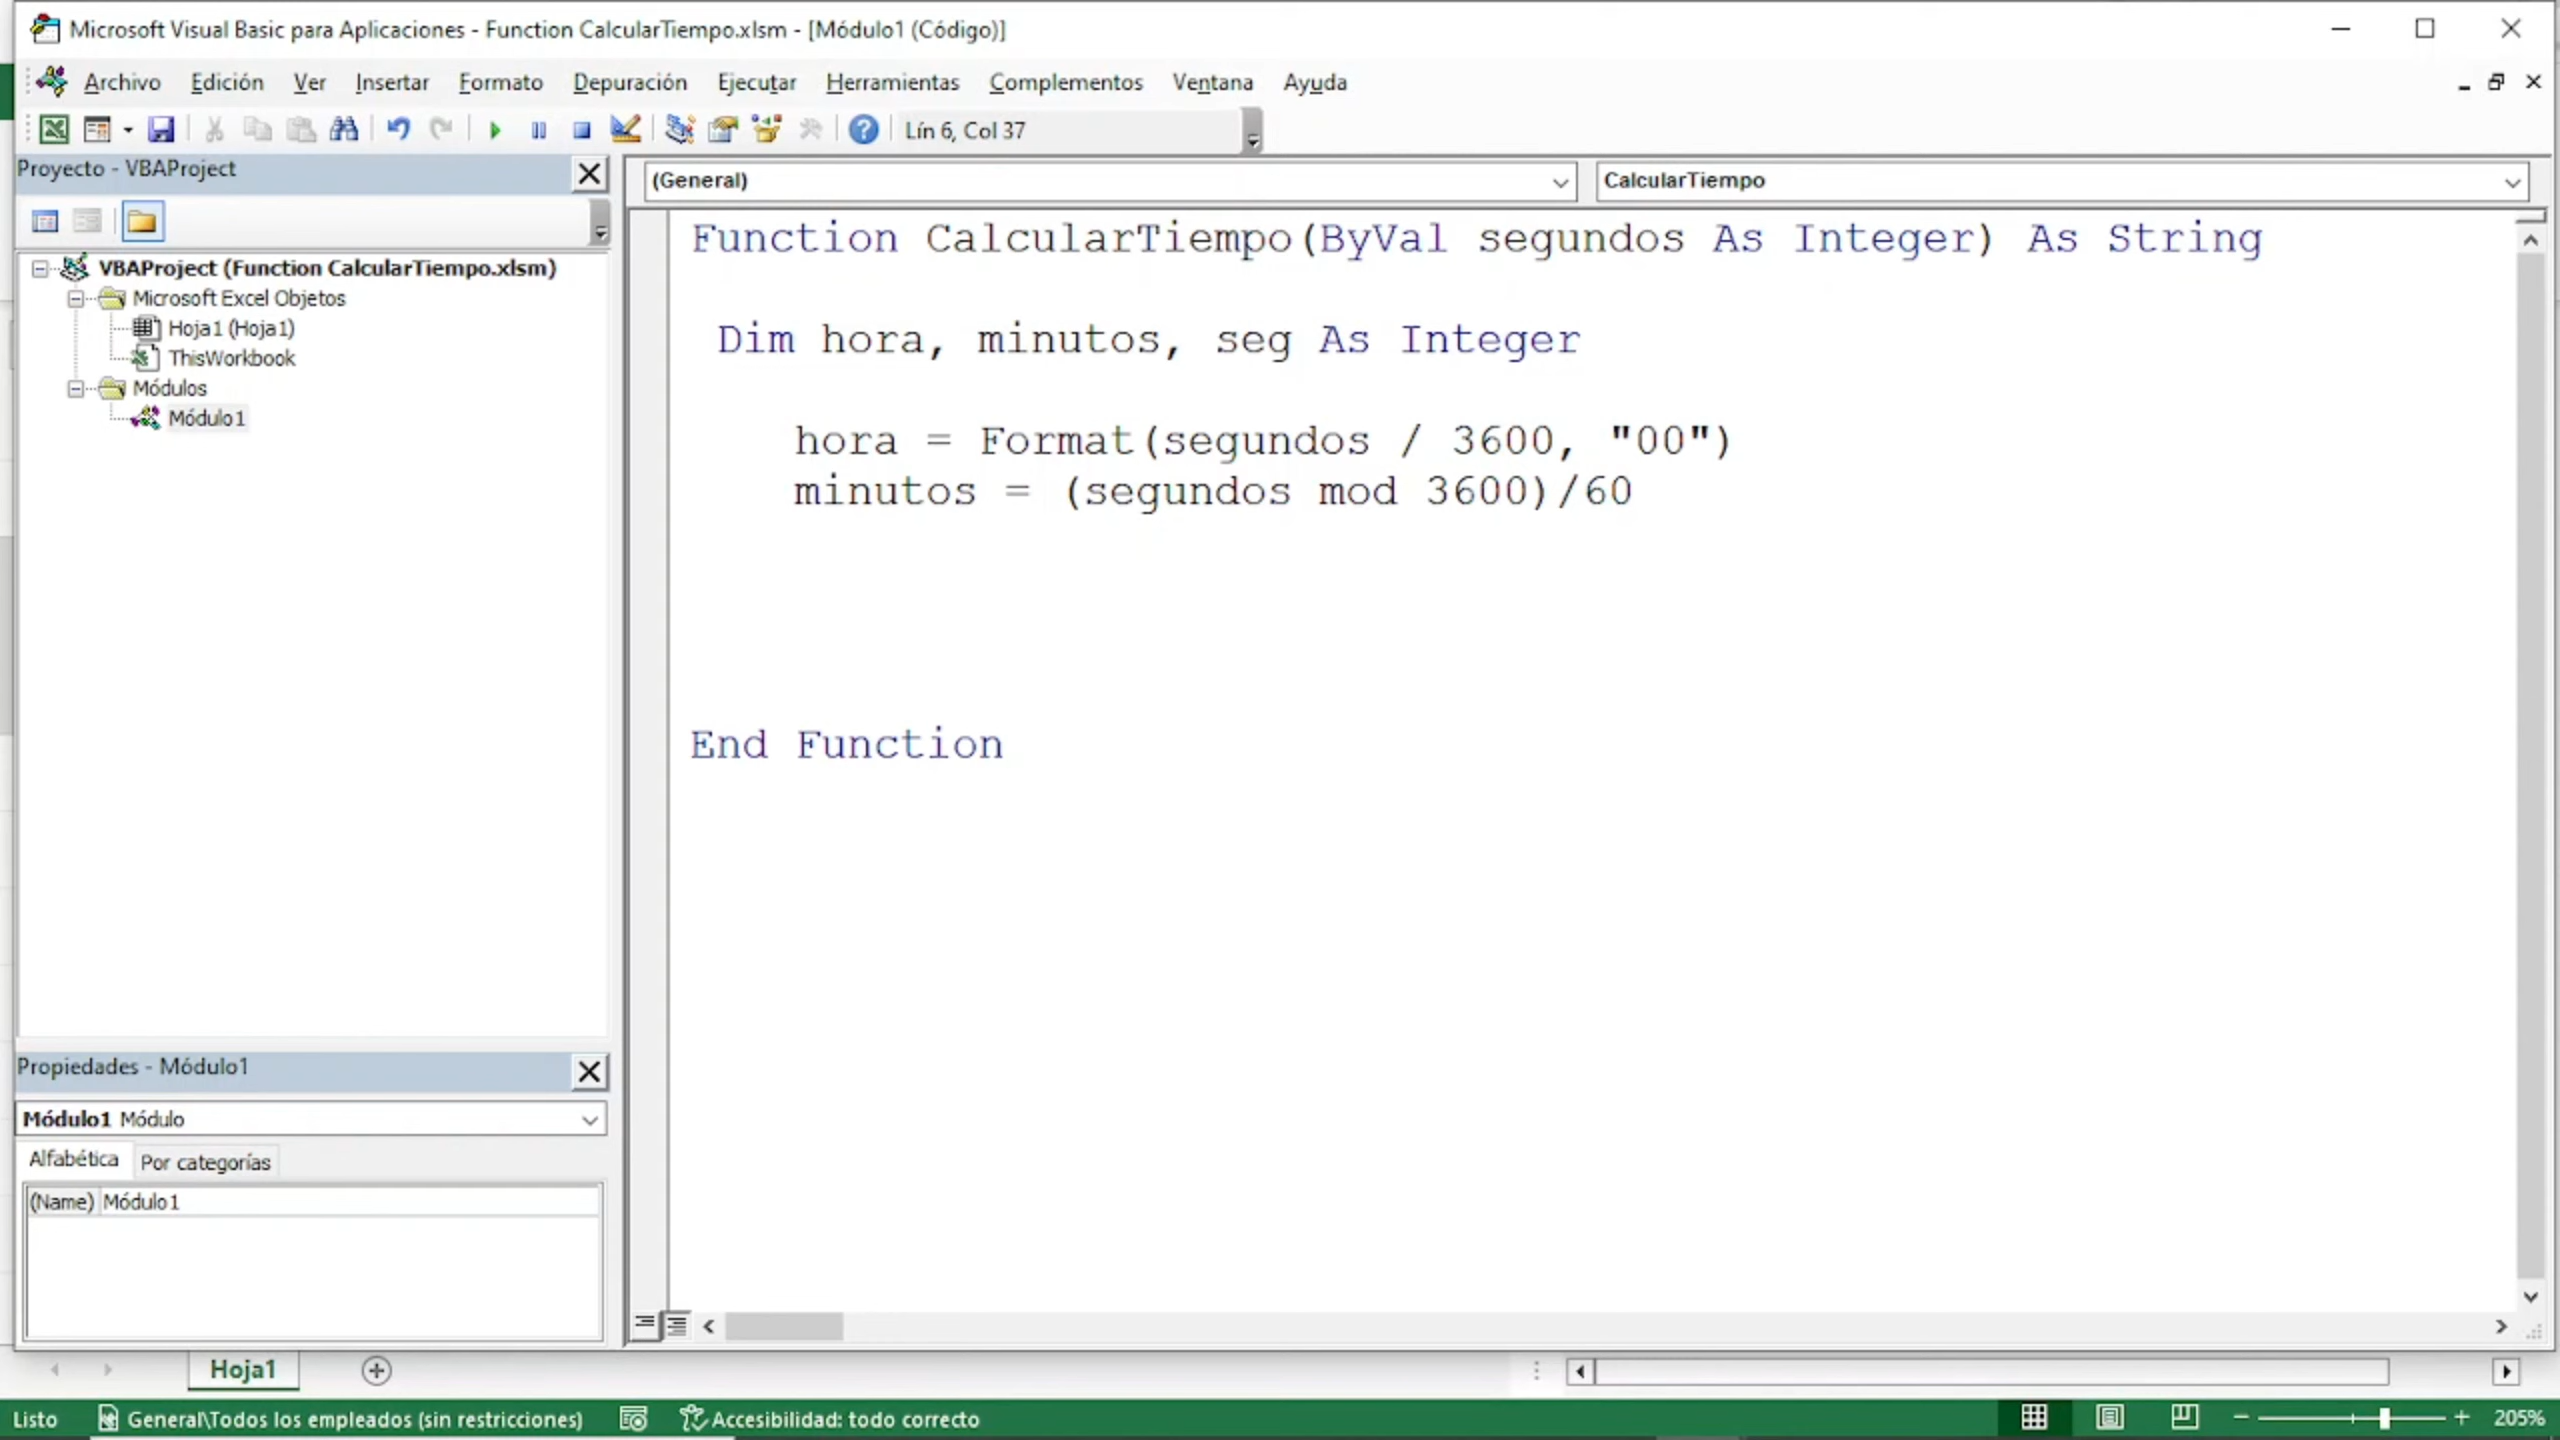 Microsoft Visual Basic para Aplicaciones - Function CalcularTiempo.xlsm - [Módulo1 (Código)]
Archivo Edición Ver Insertar Formato Depuración Ejecutar Herramientas Complementos Ventana Ayuda
Lín 6, Col 37
Proyecto - VBAProject
VBAProject (Function CalcularTiempo.xlsm)
Microsoft Excel Objetos
Hoja1 (Hoja1)
ThisWorkbook
Módulos
Módulo1
(General) CalcularTiempo
Function CalcularTiempo(ByVal segundos As Integer) As String
Dim hora, minutos, seg As Integer
hora = Format(segundos / 3600, "00")
minutos = (segundos mod 3600)/60
End Function
Propiedades - Módulo1
Módulo1 Módulo
Alfabética Por categorías
(Name) Módulo1
Hoja1
Listo General\Todos los empleados (sin restricciones) Accesibilidad: todo correcto 205%